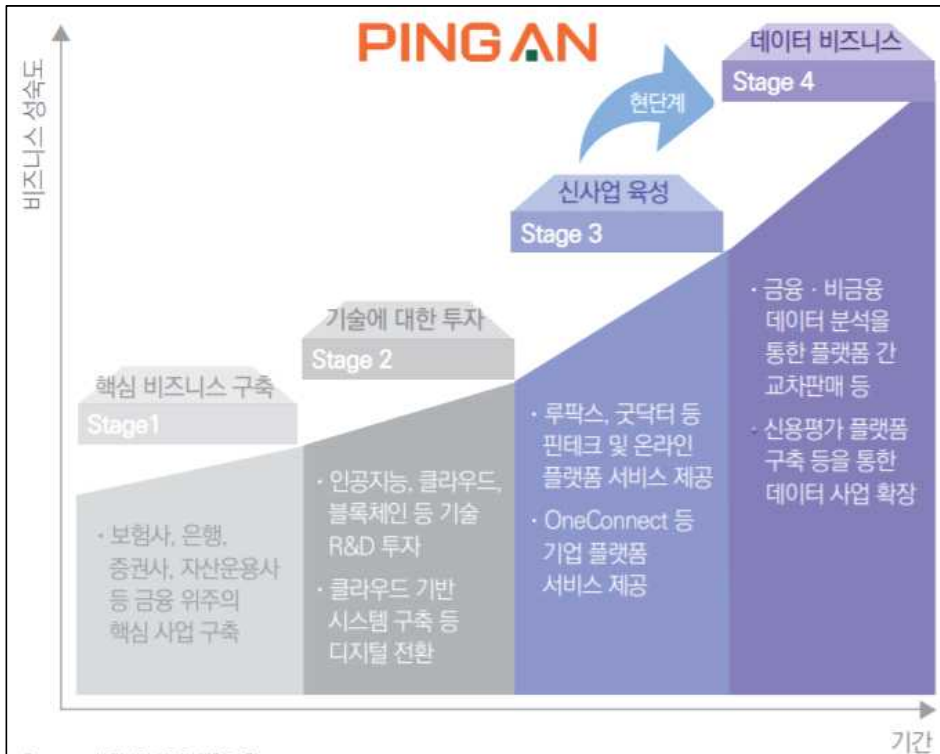 PING AN
비즈니스 성숙도
데이터 비즈니스
Stage 4
현단계
신사업 육성
Stage 3
기술에 대한 투자
Stage 2
핵심 비즈니스 구축
Stage1
· 보험사, 은행,
증권사, 자산운용사
등 금융 위주의
핵심 사업 구축
· 인공지능, 클라우드,
블록체인 등 기술
R&D 투자
· 클라우드 기반
시스템 구축 등
디지털 전환
· 루팍스, 굿닥터 등
핀테크 및 온라인
플랫폼 서비스 제공
· OneConnect 등
기업 플랫폼
서비스 제공
· 금융 · 비금융
데이터 분석을
통한 플랫폼 간
교차판매 등
· 신용평가 플랫폼
구축 등을 통한
데이터 사업 확장
기간